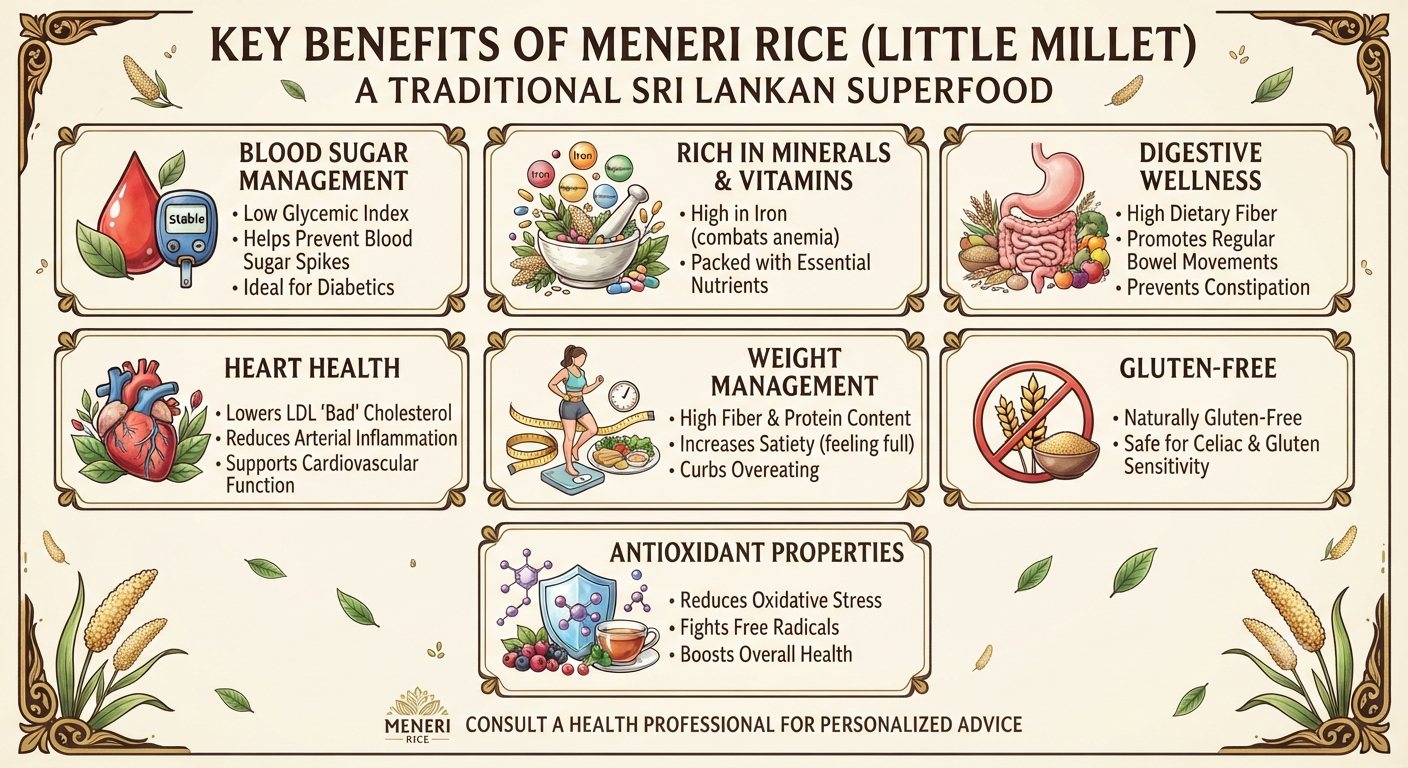 KEY BENEFITS OF MENERI RICE (LITTLE MILLET)
A TRADITIONAL SRI LANKAN SUPERFOOD
BLOOD SUGAR
MANAGEMENT
stable
• Low Glycemic Index
• Helps Prevent Blood
Sugar Spikes
• Ideal for Diabetics
RICH IN MINERALS
& VITAMINS
Iron
Iron
• High in Iron
(combats anemia)
• Packed with Essential
Nutrients
DIGESTIVE
WELLNESS
• High Dietary Fiber
• Promotes Regular
Bowel Movements
• Prevents Constipation
HEART HEALTH
• Lowers LDL 'Bad' Cholesterol
• Reduces Arterial Inflammation
• Supports Cardiovascular
Function
WEIGHT
MANAGEMENT
• High Fiber & Protein Content
• Increases Satiety (feeling full)
• Curbs Overeating
GLUTEN-FREE
• Naturally Gluten-Free
• Safe for Celiac & Gluten
Sensitivity
ANTIOXIDANT PROPERTIES
• Reduces Oxidative Stress
• Fights Free Radicals
• Boosts Overall Health
MENERI
RICE
CONSULT A HEALTH PROFESSIONAL FOR PERSONALIZED ADVICE